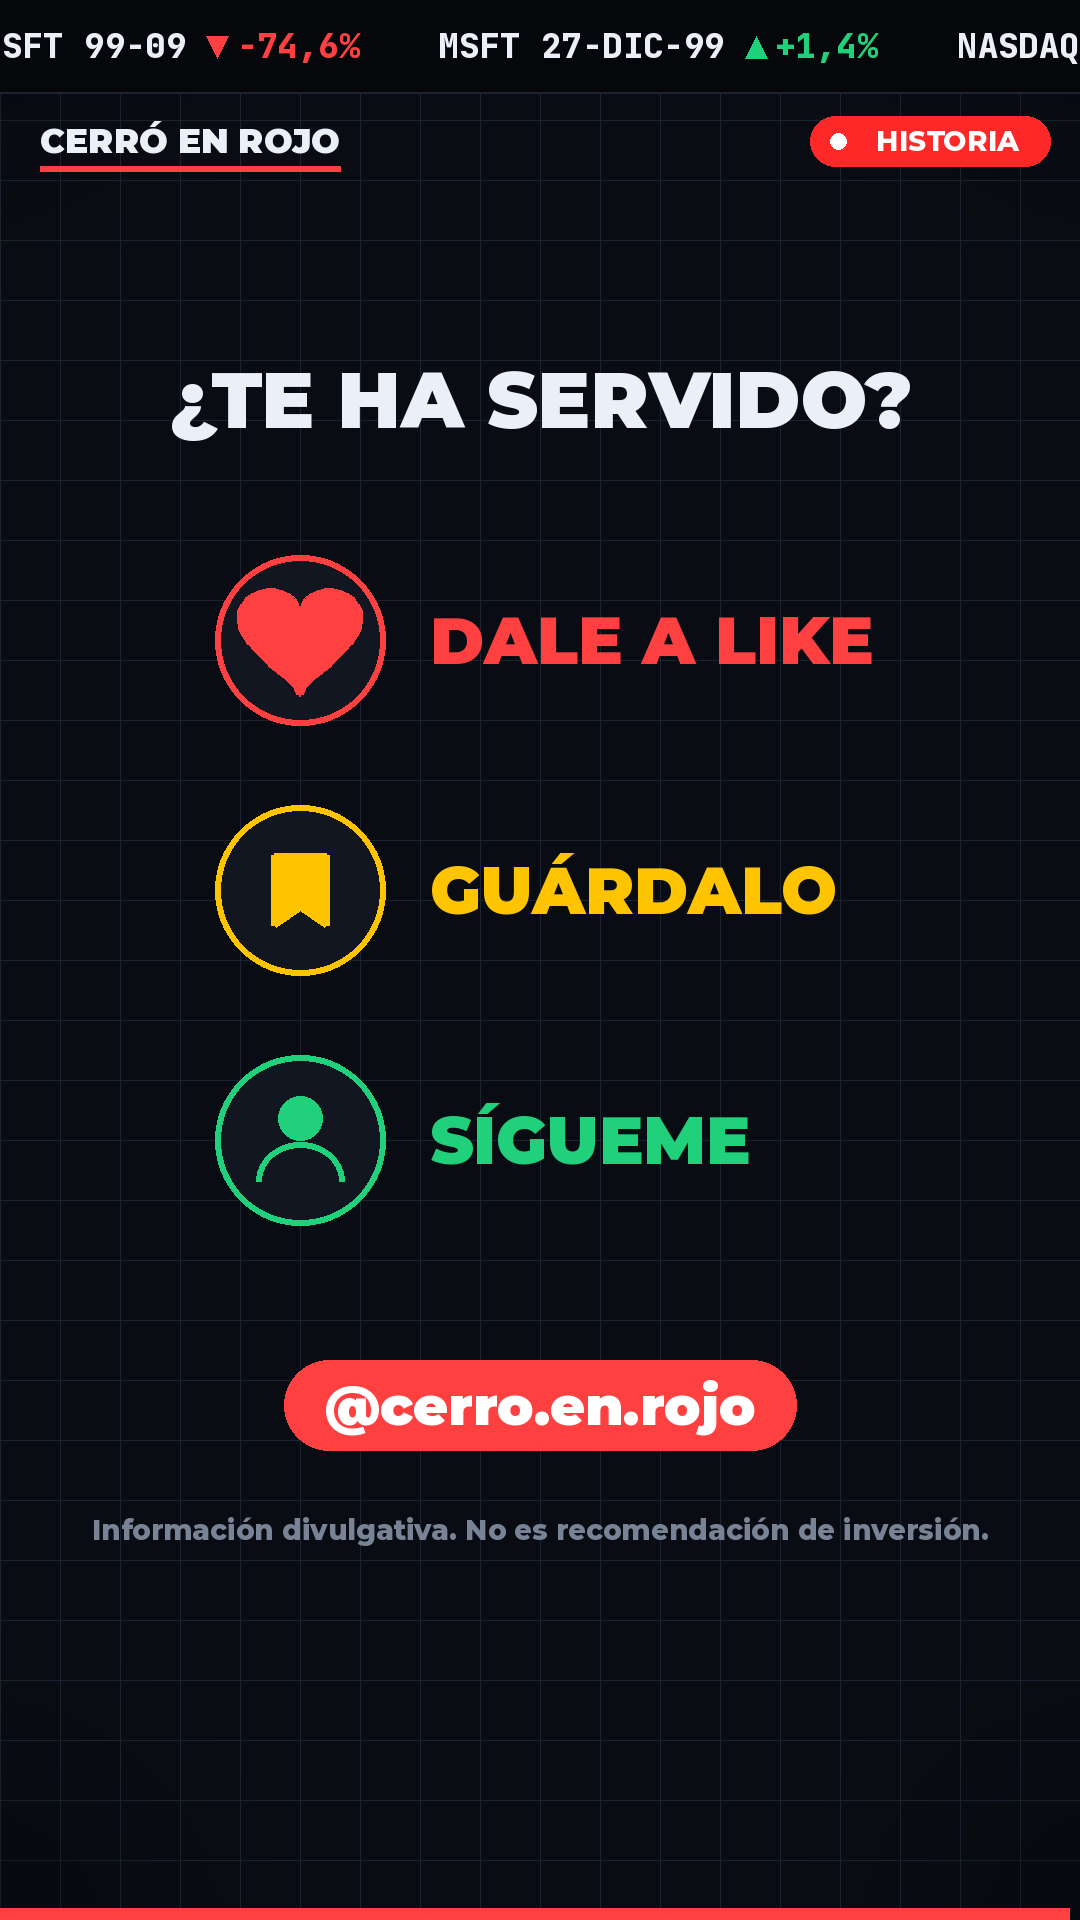 SFT 99-09 ▼ -74,6% MSFT 27-DIC-99 ▲ +1,4% NASDAQ
CERRÓ EN ROJO
HISTORIA
¿TE HA SERVIDO?
DALE A LIKE
GUÁRDALO
SÍGUEME
@cerro.en.rojo
Información divulgativa. No es recomendación de inversión.